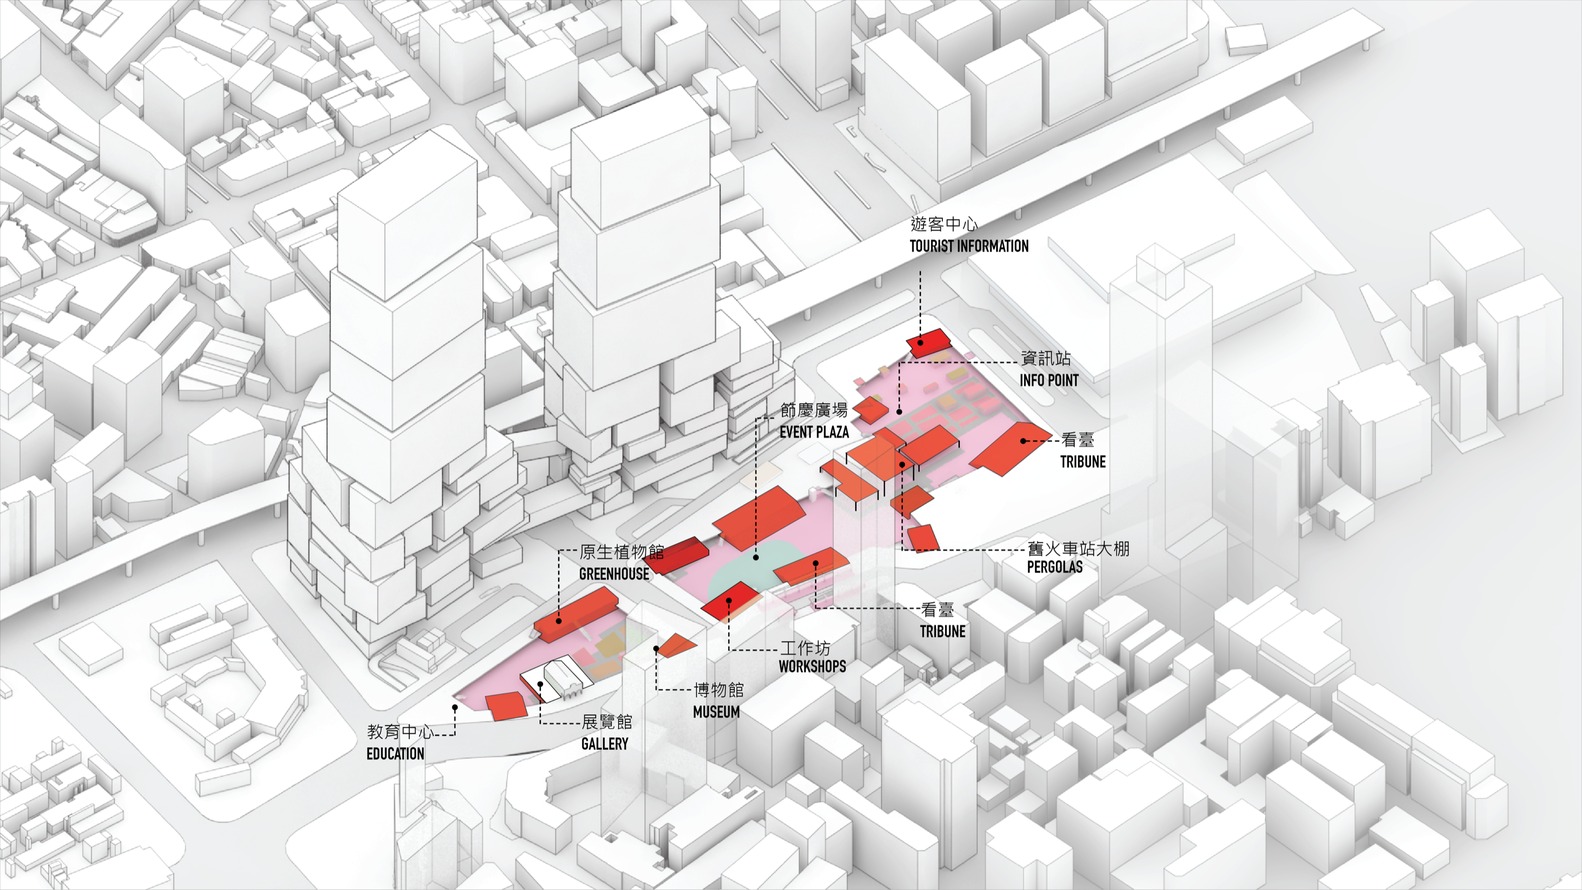 遊客中心
TOURIST INFORMATION
資訊站
INFO POINT
節慶廣場
EVENT PLAZA
看臺
TRIBUNE
原生植物館
GREENHOUSE
舊火車站大棚
PERGOLAS
看臺
TRIBUNE
工作坊
WORKSHOPS
博物館
MUSEUM
展覽館
GALLERY
教育中心
EDUCATION